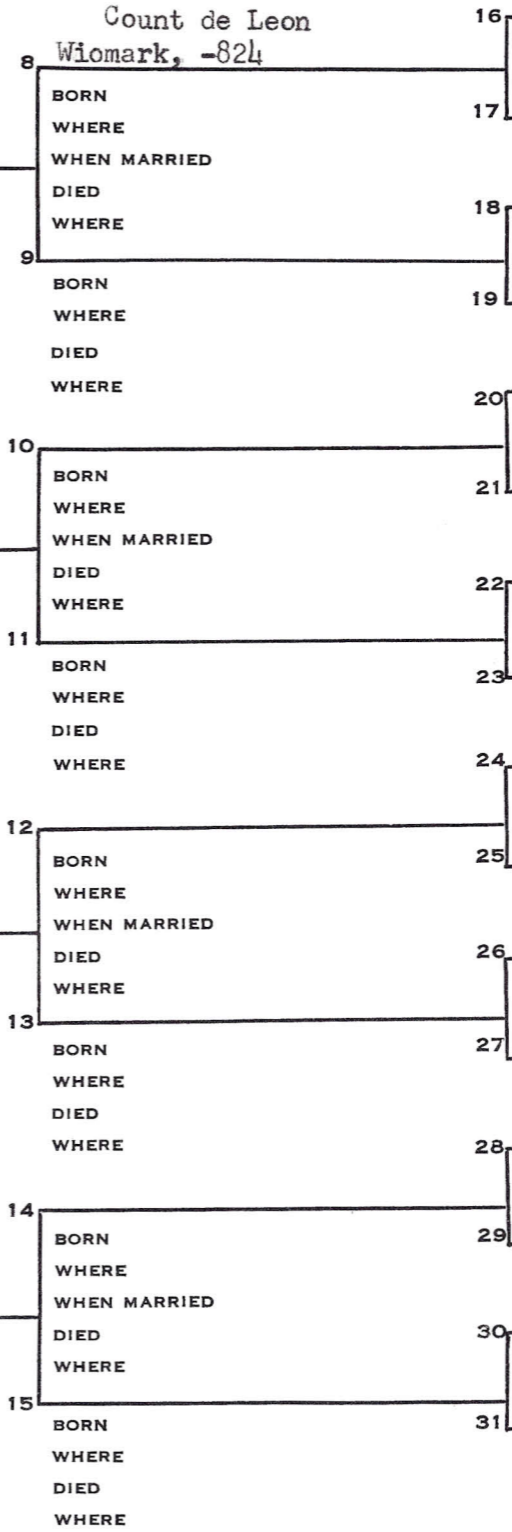 Count de Leon
Wiomark, -824
8
BORN
WHERE
WHEN MARRIED
DIED
WHERE
9
BORN
WHERE
DIED
WHERE
10
BORN
WHERE
WHEN MARRIED
DIED
WHERE
11
BORN
WHERE
DIED
WHERE
12
BORN
WHERE
WHEN MARRIED
DIED
WHERE
13
BORN
WHERE
DIED
WHERE
14
BORN
WHERE
WHEN MARRIED
DIED
WHERE
15
BORN
WHERE
DIED
WHERE
16
17
18
19
20
21
22
23
24
25
26
27
28
29
30
31